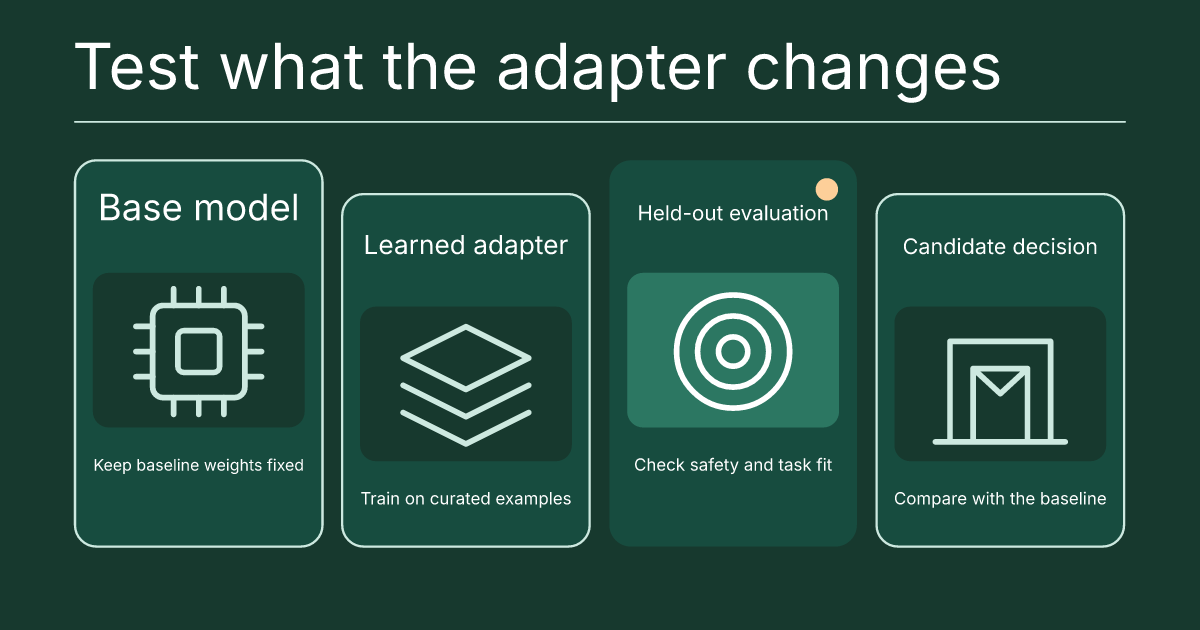 Test what the adapter changes
Base model
Keep baseline weights fixed
Learned adapter
Train on curated examples
Held-out evaluation
Check safety and task fit
Candidate decision
Compare with the baseline